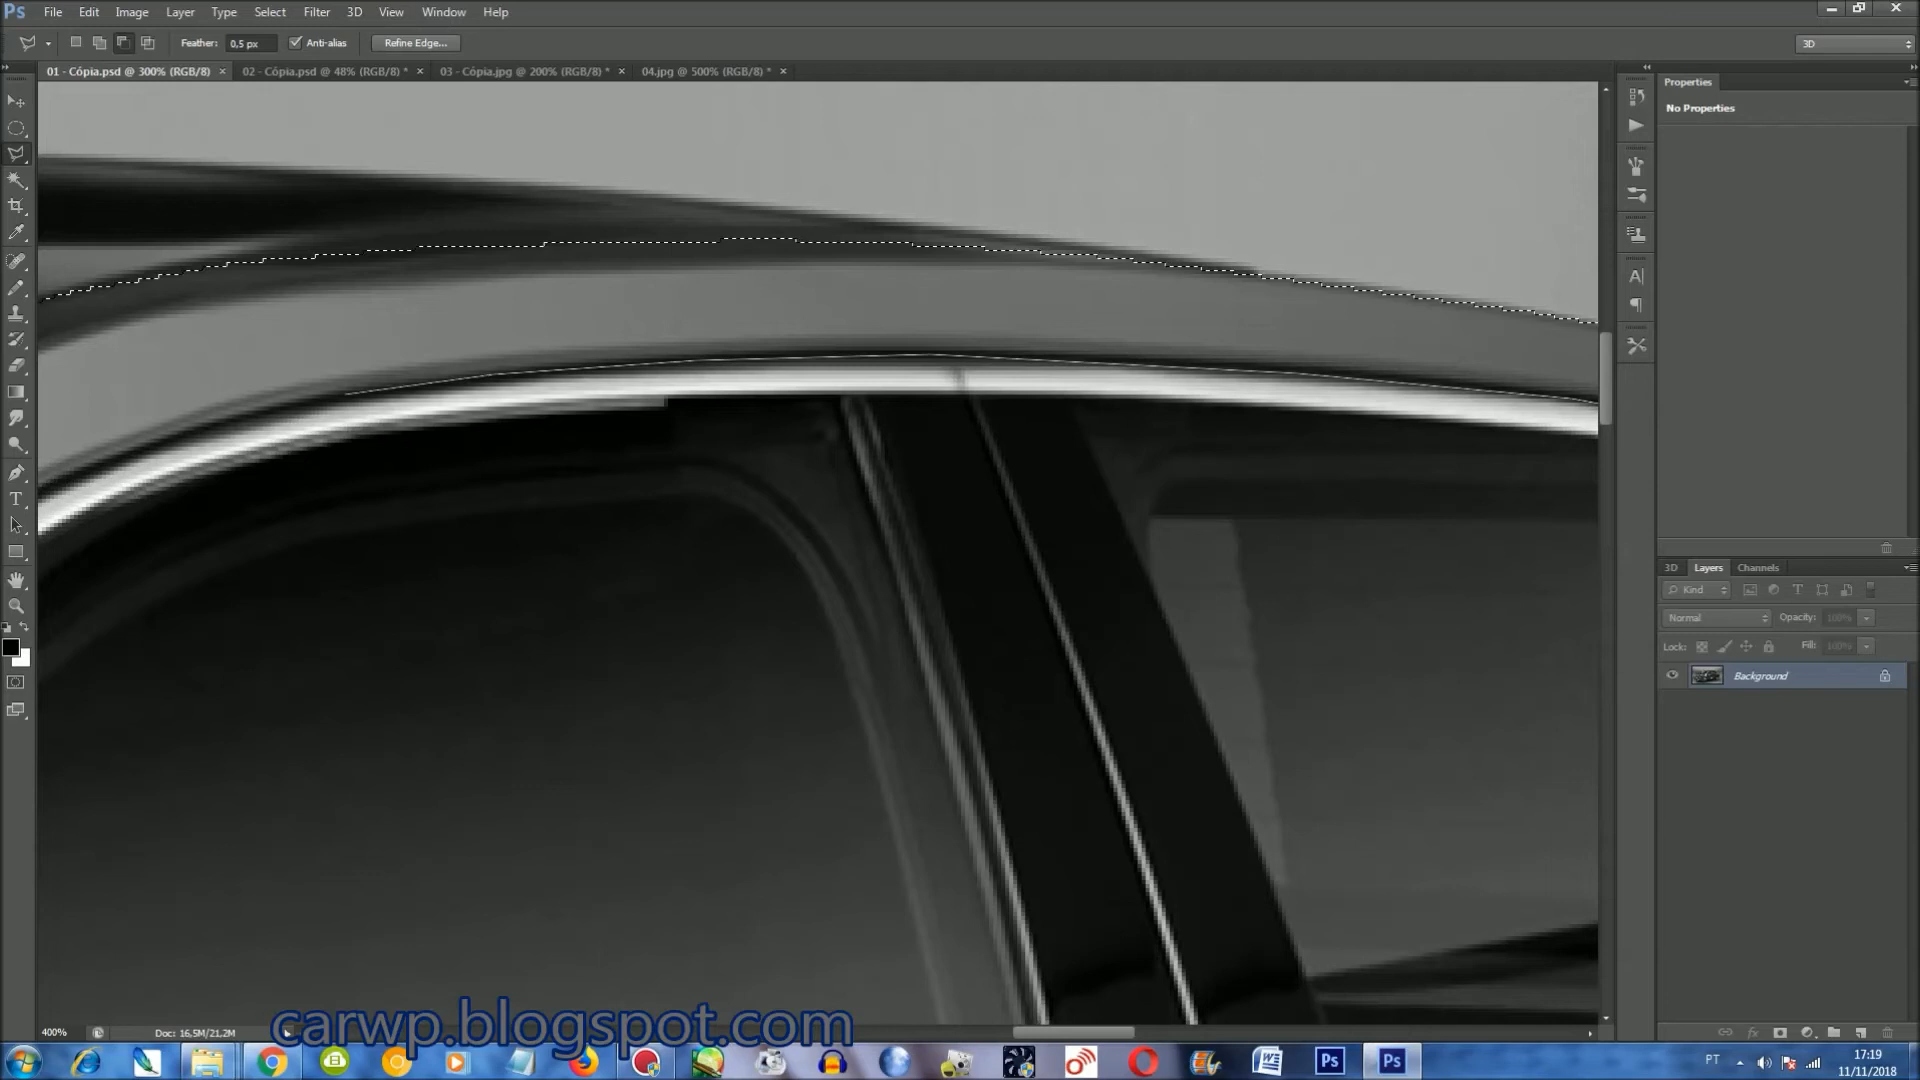 Ps File Edit Image Layer Type Select Filter 3D View Window Help
Feather: 0,5 px Anti-alias Refine Edge... 3D
01 - Cópia.psd @ 300% (RGB/8) × 02 - Cópia.psd @ 48% (RGB/8) * × 03 - Cópia.jpg @ 200% (RGB/8) * × 04.jpg @ 500% (RGB/8) * ×
Properties
No Properties
3D Layers Channels
Kind
Normal Opacity: 100%
Lock: Fill: 100%
Background
400% Doc: 16,5M/21,2M
carwp.blogspot.com
PT 17:19
11/11/2018